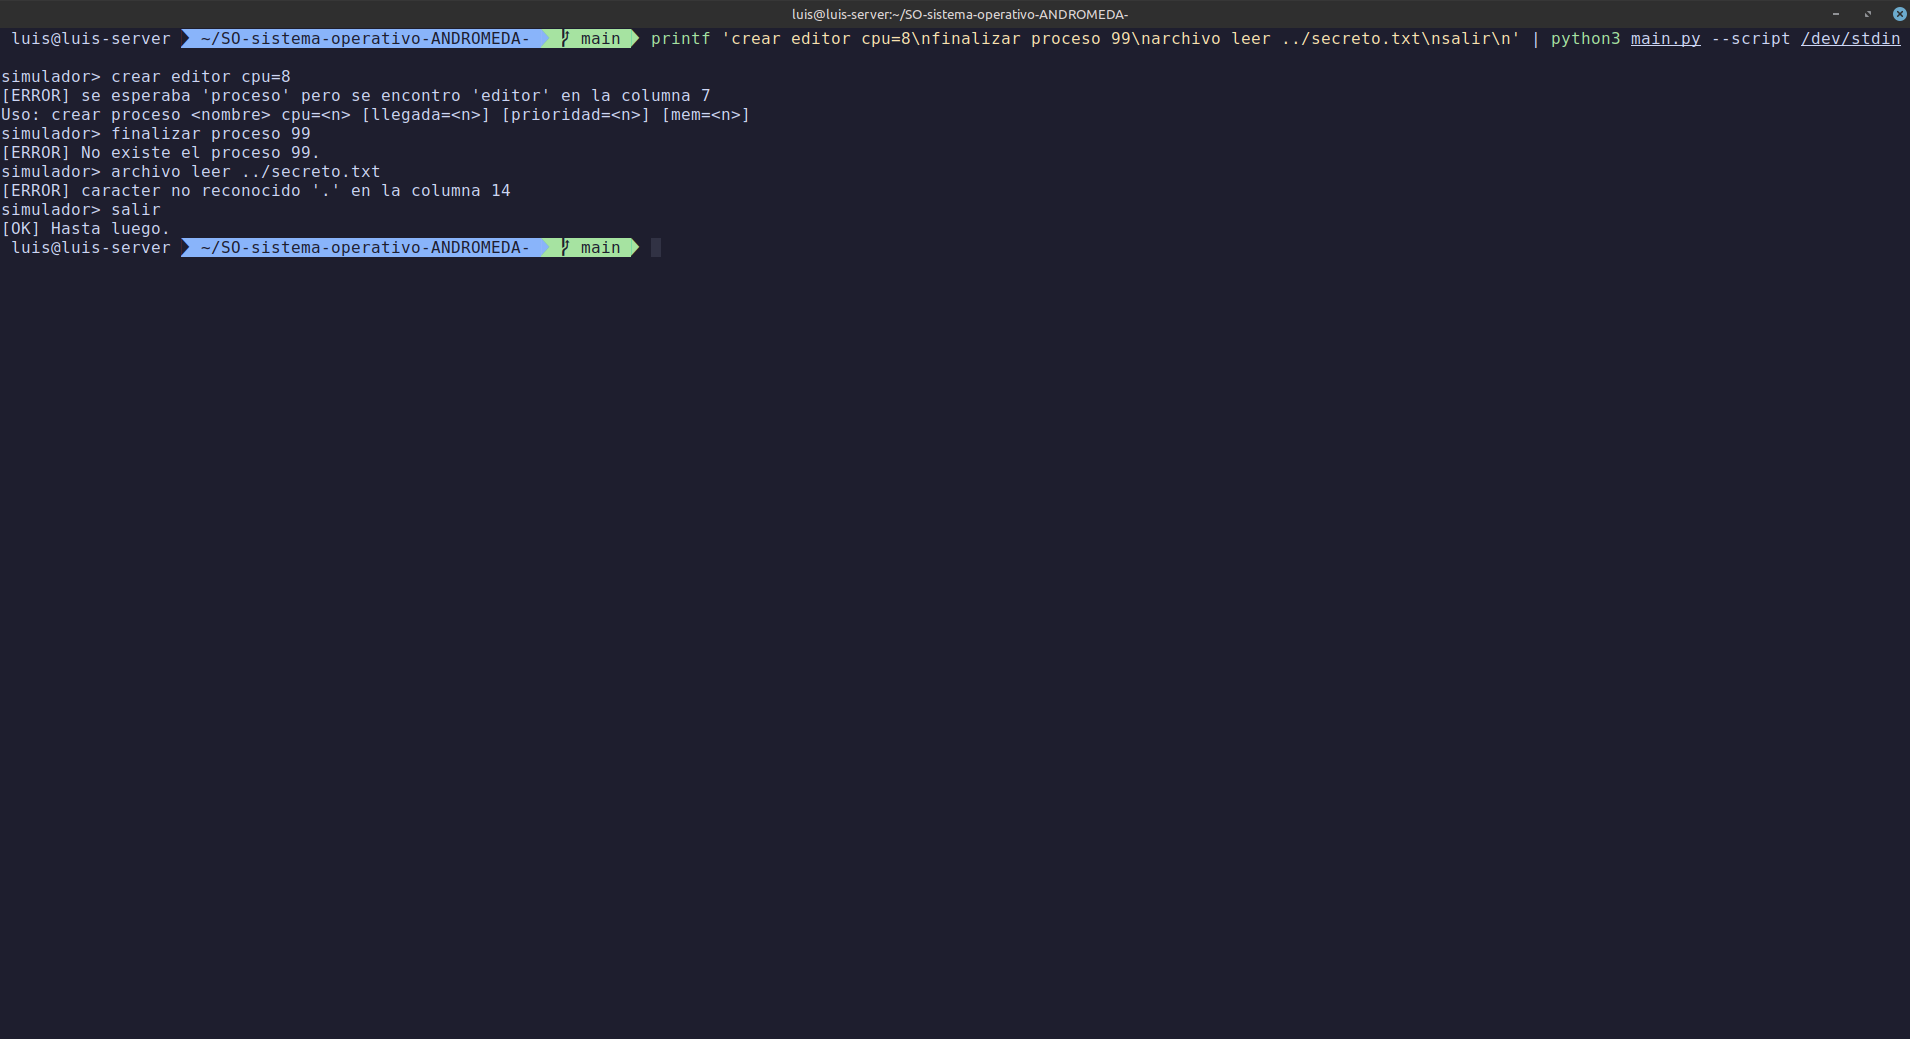 luis@luis-server:~/SO-sistema-operativo-ANDROMEDA-
luis@luis-server ~/SO-sistema-operativo-ANDROMEDA- main printf 'crear editor cpu=8\nfinalizar proceso 99\narchivo leer ../secreto.txt\nsalir\n' | python3 main.py --script /dev/stdin
simulador> crear editor cpu=8
[ERROR] se esperaba 'proceso' pero se encontro 'editor' en la columna 7
Uso: crear proceso <nombre> cpu=<n> [llegada=<n>] [prioridad=<n>] [mem=<n>]
simulador> finalizar proceso 99
[ERROR] No existe el proceso 99.
simulador> archivo leer ../secreto.txt
[ERROR] caracter no reconocido '.' en la columna 14
simulador> salir
[OK] Hasta luego.
luis@luis-server ~/SO-sistema-operativo-ANDROMEDA- main